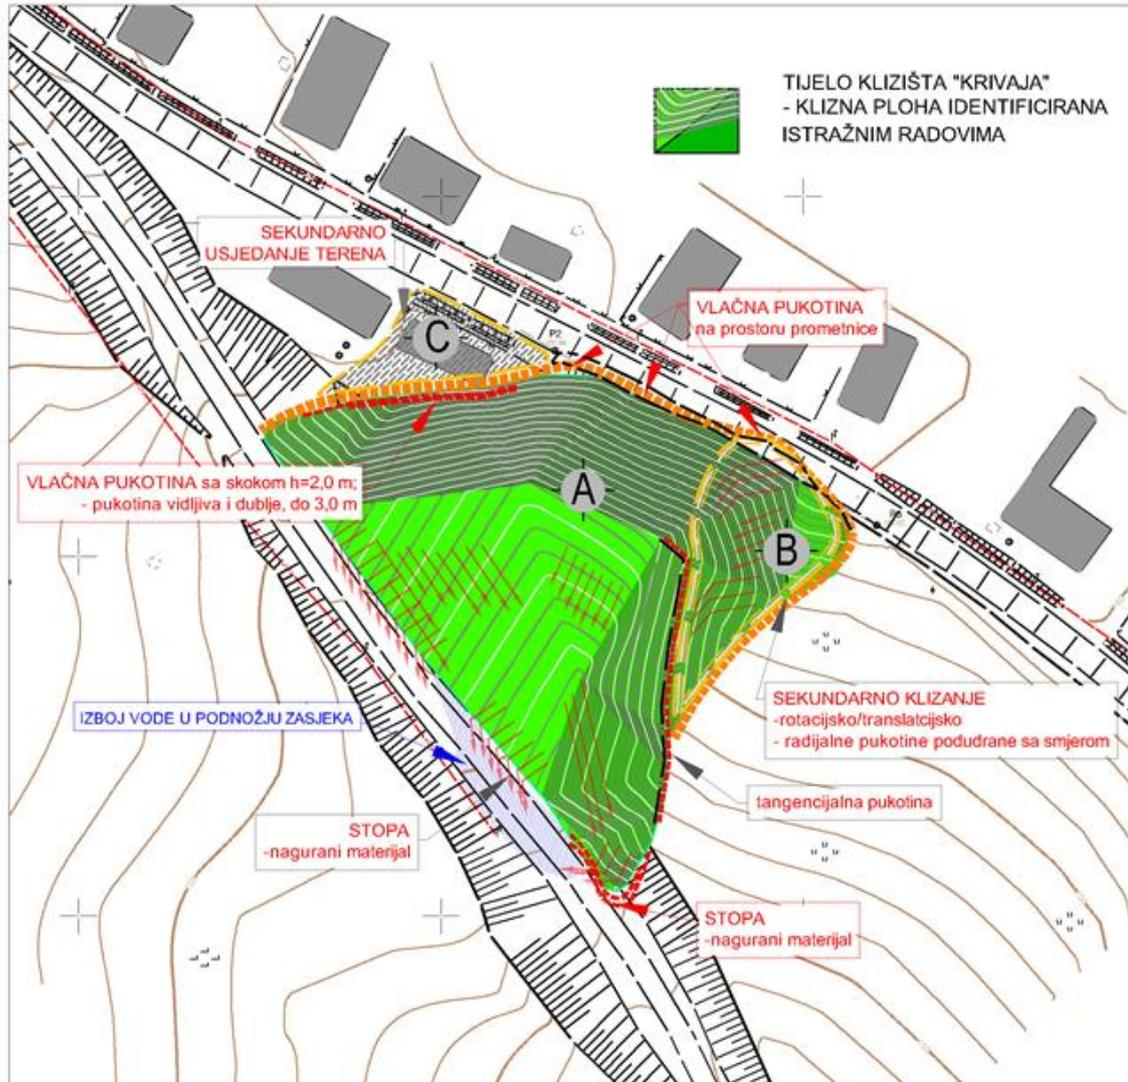 TIJELO KLIZIŠTA "KRIVAJA"
- KLIZNA PLOHA IDENTIFICIRANA
ISTRAŽNIM RADOVIMA
SEKUNDARNO
USJEDANJE TERENA
VLAČNA PUKOTINA
na prostoru prometnice
P2
C
VLAČNA PUKOTINA sa skokom h=2,0 m;
- pukotina vidljiva i dublje, do 3,0 m
A
B
SEKUNDARNO KLIZANJE
-rotacijsko/translatcijsko
- radijalne pukotine podudrane sa smjerom
IZBOJ VODE U PODNOŽJU ZASJEKA
tangencijalna pukotina
STOPA
-nagurani materijal
STOPA
-nagurani materijal